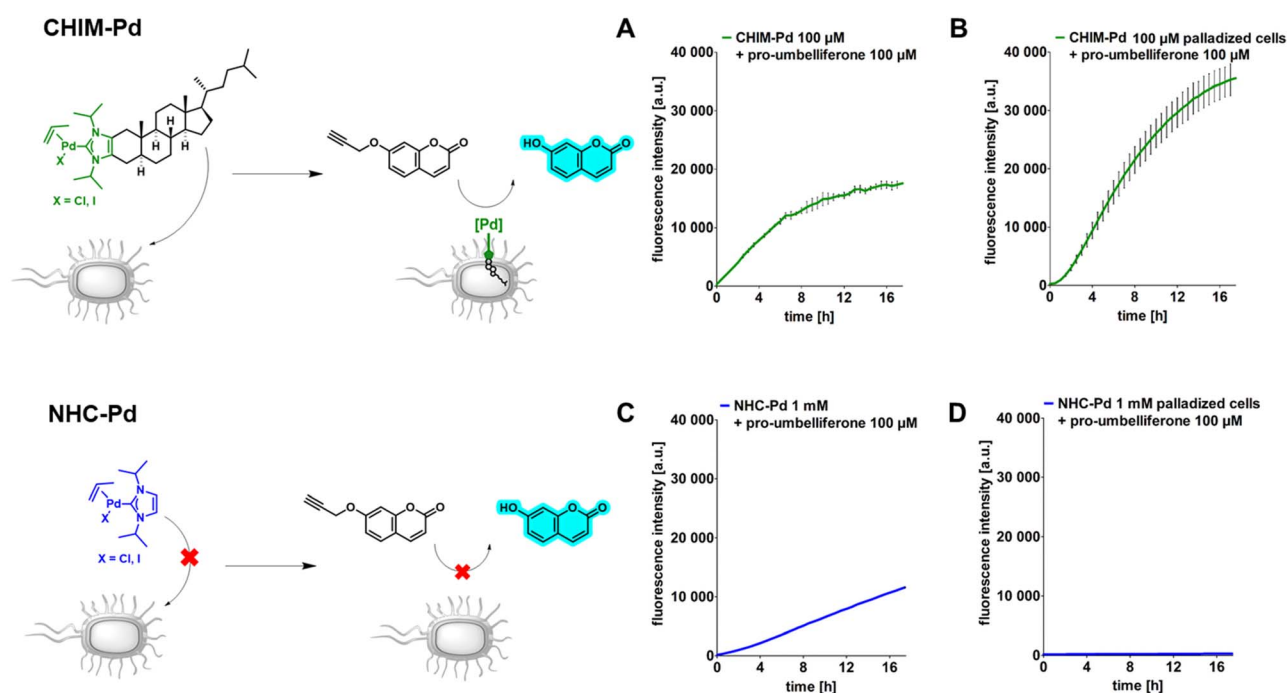 CHIM-Pd
Pd
X
N
N
H
H
H
H
X = Cl, I
O
O
O
HO
O
O
[Pd]
A
CHIM-Pd 100 µM
+ pro-umbelliferone 100 µM
fluorescence intensity [a.u.]
40 000
30 000
20 000
10 000
0
0 4 8 12 16
time [h]
B
CHIM-Pd 100 µM palladized cells
+ pro-umbelliferone 100 µM
fluorescence intensity [a.u.]
40 000
30 000
20 000
10 000
0
0 4 8 12 16
time [h]
NHC-Pd
Pd
X
N
N
X = Cl, I
O
O
O
HO
O
O
C
NHC-Pd 1 mM
+ pro-umbelliferone 100 µM
fluorescence intensity [a.u.]
40 000
30 000
20 000
10 000
0
0 4 8 12 16
time [h]
D
NHC-Pd 1 mM palladized cells
+ pro-umbelliferone 100 µM
fluorescence intensity [a.u.]
40 000
30 000
20 000
10 000
0
0 4 8 12 16
time [h]